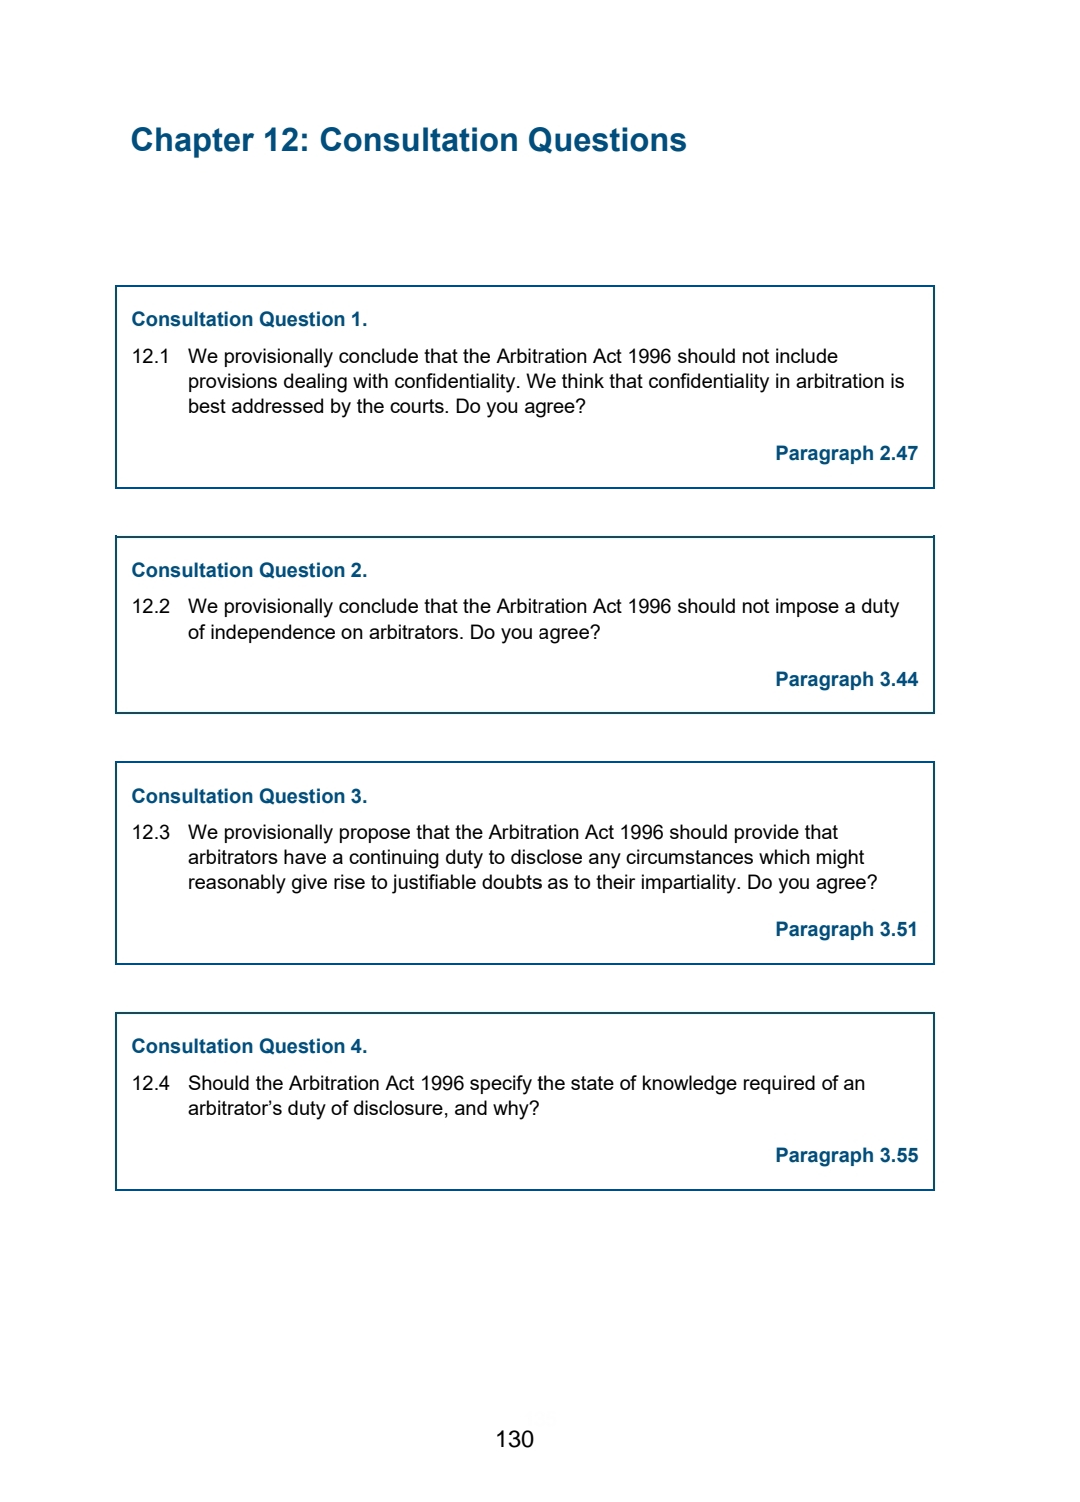 Chapter 12: Consultation Questions
Consultation Question 1.
12.1 We provisionally conclude that the Arbitration Act 1996 should not include
provisions dealing with confidentiality. We think that confidentiality in arbitration is
best addressed by the courts. Do you agree?
Paragraph 2.47
Consultation Question 2.
12.2 We provisionally conclude that the Arbitration Act 1996 should not impose a duty
of independence on arbitrators. Do you agree?
Paragraph 3.44
Consultation Question 3.
12.3 We provisionally propose that the Arbitration Act 1996 should provide that
arbitrators have a continuing duty to disclose any circumstances which might
reasonably give rise to justifiable doubts as to their impartiality. Do you agree?
Paragraph 3.51
Consultation Question 4.
12.4 Should the Arbitration Act 1996 specify the state of knowledge required of an
arbitrator’s duty of disclosure, and why?
Paragraph 3.55
130